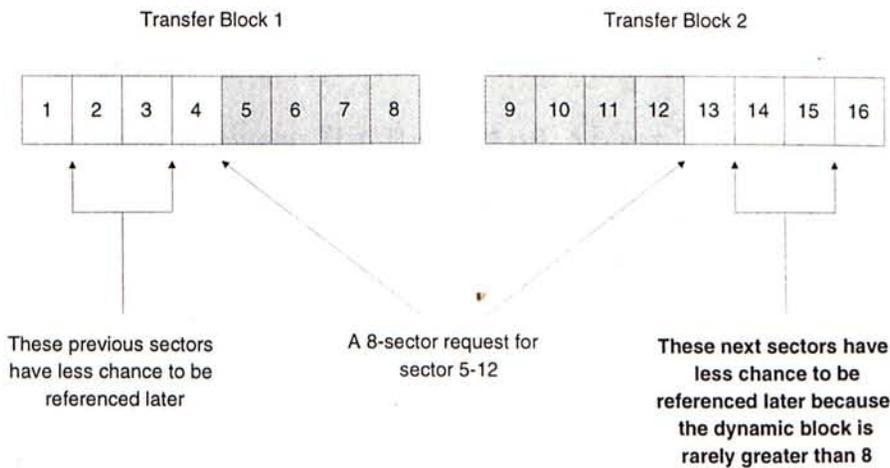 Transfer Block 1
Transfer Block 2
1 2 3 4 5 6 7 8
9 10 11 12 13 14 15 16
These previous sectors
have less chance to be
referenced later
A 8-sector request for
sector 5-12
These next sectors have
less chance to be
referenced later because
the dynamic block is
rarely greater than 8